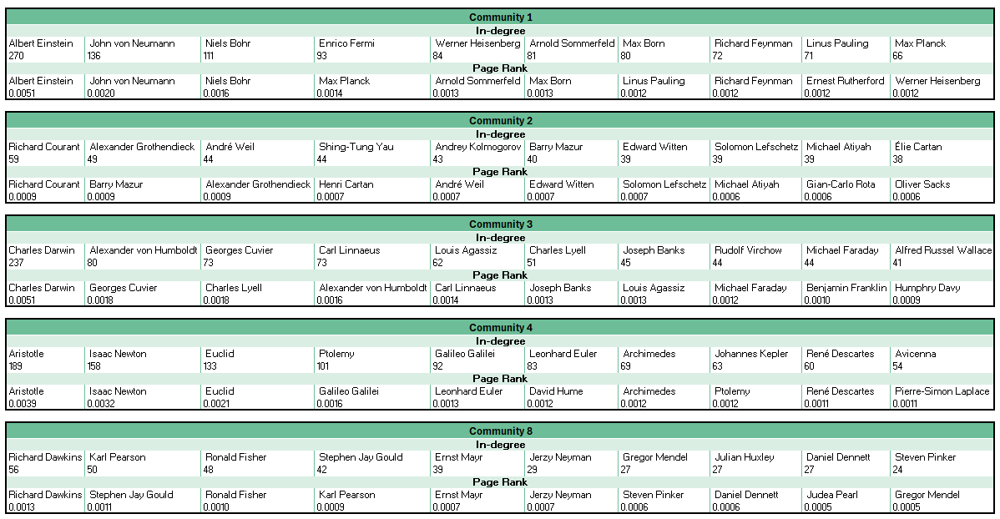 Community 1
In-degree
Albert Einstein John von Neumann Niels Bohr Enrico Fermi Werner Heisenberg Arnold Sommerfeld Max Born Richard Feynman Linus Pauling Max Planck
270 136 111 93 84 81 80 72 71 66
Page Rank
Albert Einstein John von Neumann Niels Bohr Max Planck Arnold Sommerfeld Max Born Linus Pauling Richard Feynman Ernest Rutherford Werner Heisenberg
0.0051 0.0020 0.0016 0.0014 0.0013 0.0013 0.0012 0.0012 0.0012 0.0012
Community 2
In-degree
Richard Courant Alexander Grothendieck André Weil Shing-Tung Yau Andrey Kolmogorov Barry Mazur Edward Witten Solomon Lefschetz Michael Atiyah Élie Cartan
59 49 44 44 43 40 39 39 39 38
Page Rank
Richard Courant Barry Mazur Alexander Grothendieck Henri Cartan André Weil Edward Witten Solomon Lefschetz Michael Atiyah Gian-Carlo Rota Oliver Sacks
0.0009 0.0009 0.0009 0.0007 0.0007 0.0007 0.0007 0.0006 0.0006 0.0006
Community 3
In-degree
Charles Darwin Alexander von Humboldt Georges Cuvier Carl Linnaeus Louis Agassiz Charles Lyell Joseph Banks Rudolf Virchow Michael Faraday Alfred Russel Wallace
237 80 73 73 62 51 45 44 44 41
Page Rank
Charles Darwin Georges Cuvier Charles Lyell Alexander von Humboldt Carl Linnaeus Joseph Banks Louis Agassiz Michael Faraday Benjamin Franklin Humphry Davy
0.0051 0.0018 0.0018 0.0016 0.0014 0.0013 0.0013 0.0012 0.0010 0.0009
Community 4
In-degree
Aristotle Isaac Newton Euclid Ptolemy Galileo Galilei Leonhard Euler Archimedes Johannes Kepler René Descartes Avicenna
189 158 133 101 92 83 69 63 60 54
Page Rank
Aristotle Isaac Newton Euclid Galileo Galilei Leonhard Euler David Hume Archimedes Ptolemy René Descartes Pierre-Simon Laplace
0.0039 0.0032 0.0021 0.0016 0.0013 0.0012 0.0012 0.0012 0.0011 0.0011
Community 8
In-degree
Richard Dawkins Karl Pearson Ronald Fisher Stephen Jay Gould Ernst Mayr Jerzy Neyman Gregor Mendel Julian Huxley Daniel Dennett Steven Pinker
56 50 48 42 39 29 27 27 27 24
Page Rank
Richard Dawkins Stephen Jay Gould Ronald Fisher Karl Pearson Ernst Mayr Jerzy Neyman Steven Pinker Daniel Dennett Judea Pearl Gregor Mendel
0.0013 0.0011 0.0010 0.0009 0.0007 0.0007 0.0006 0.0006 0.0005 0.0005